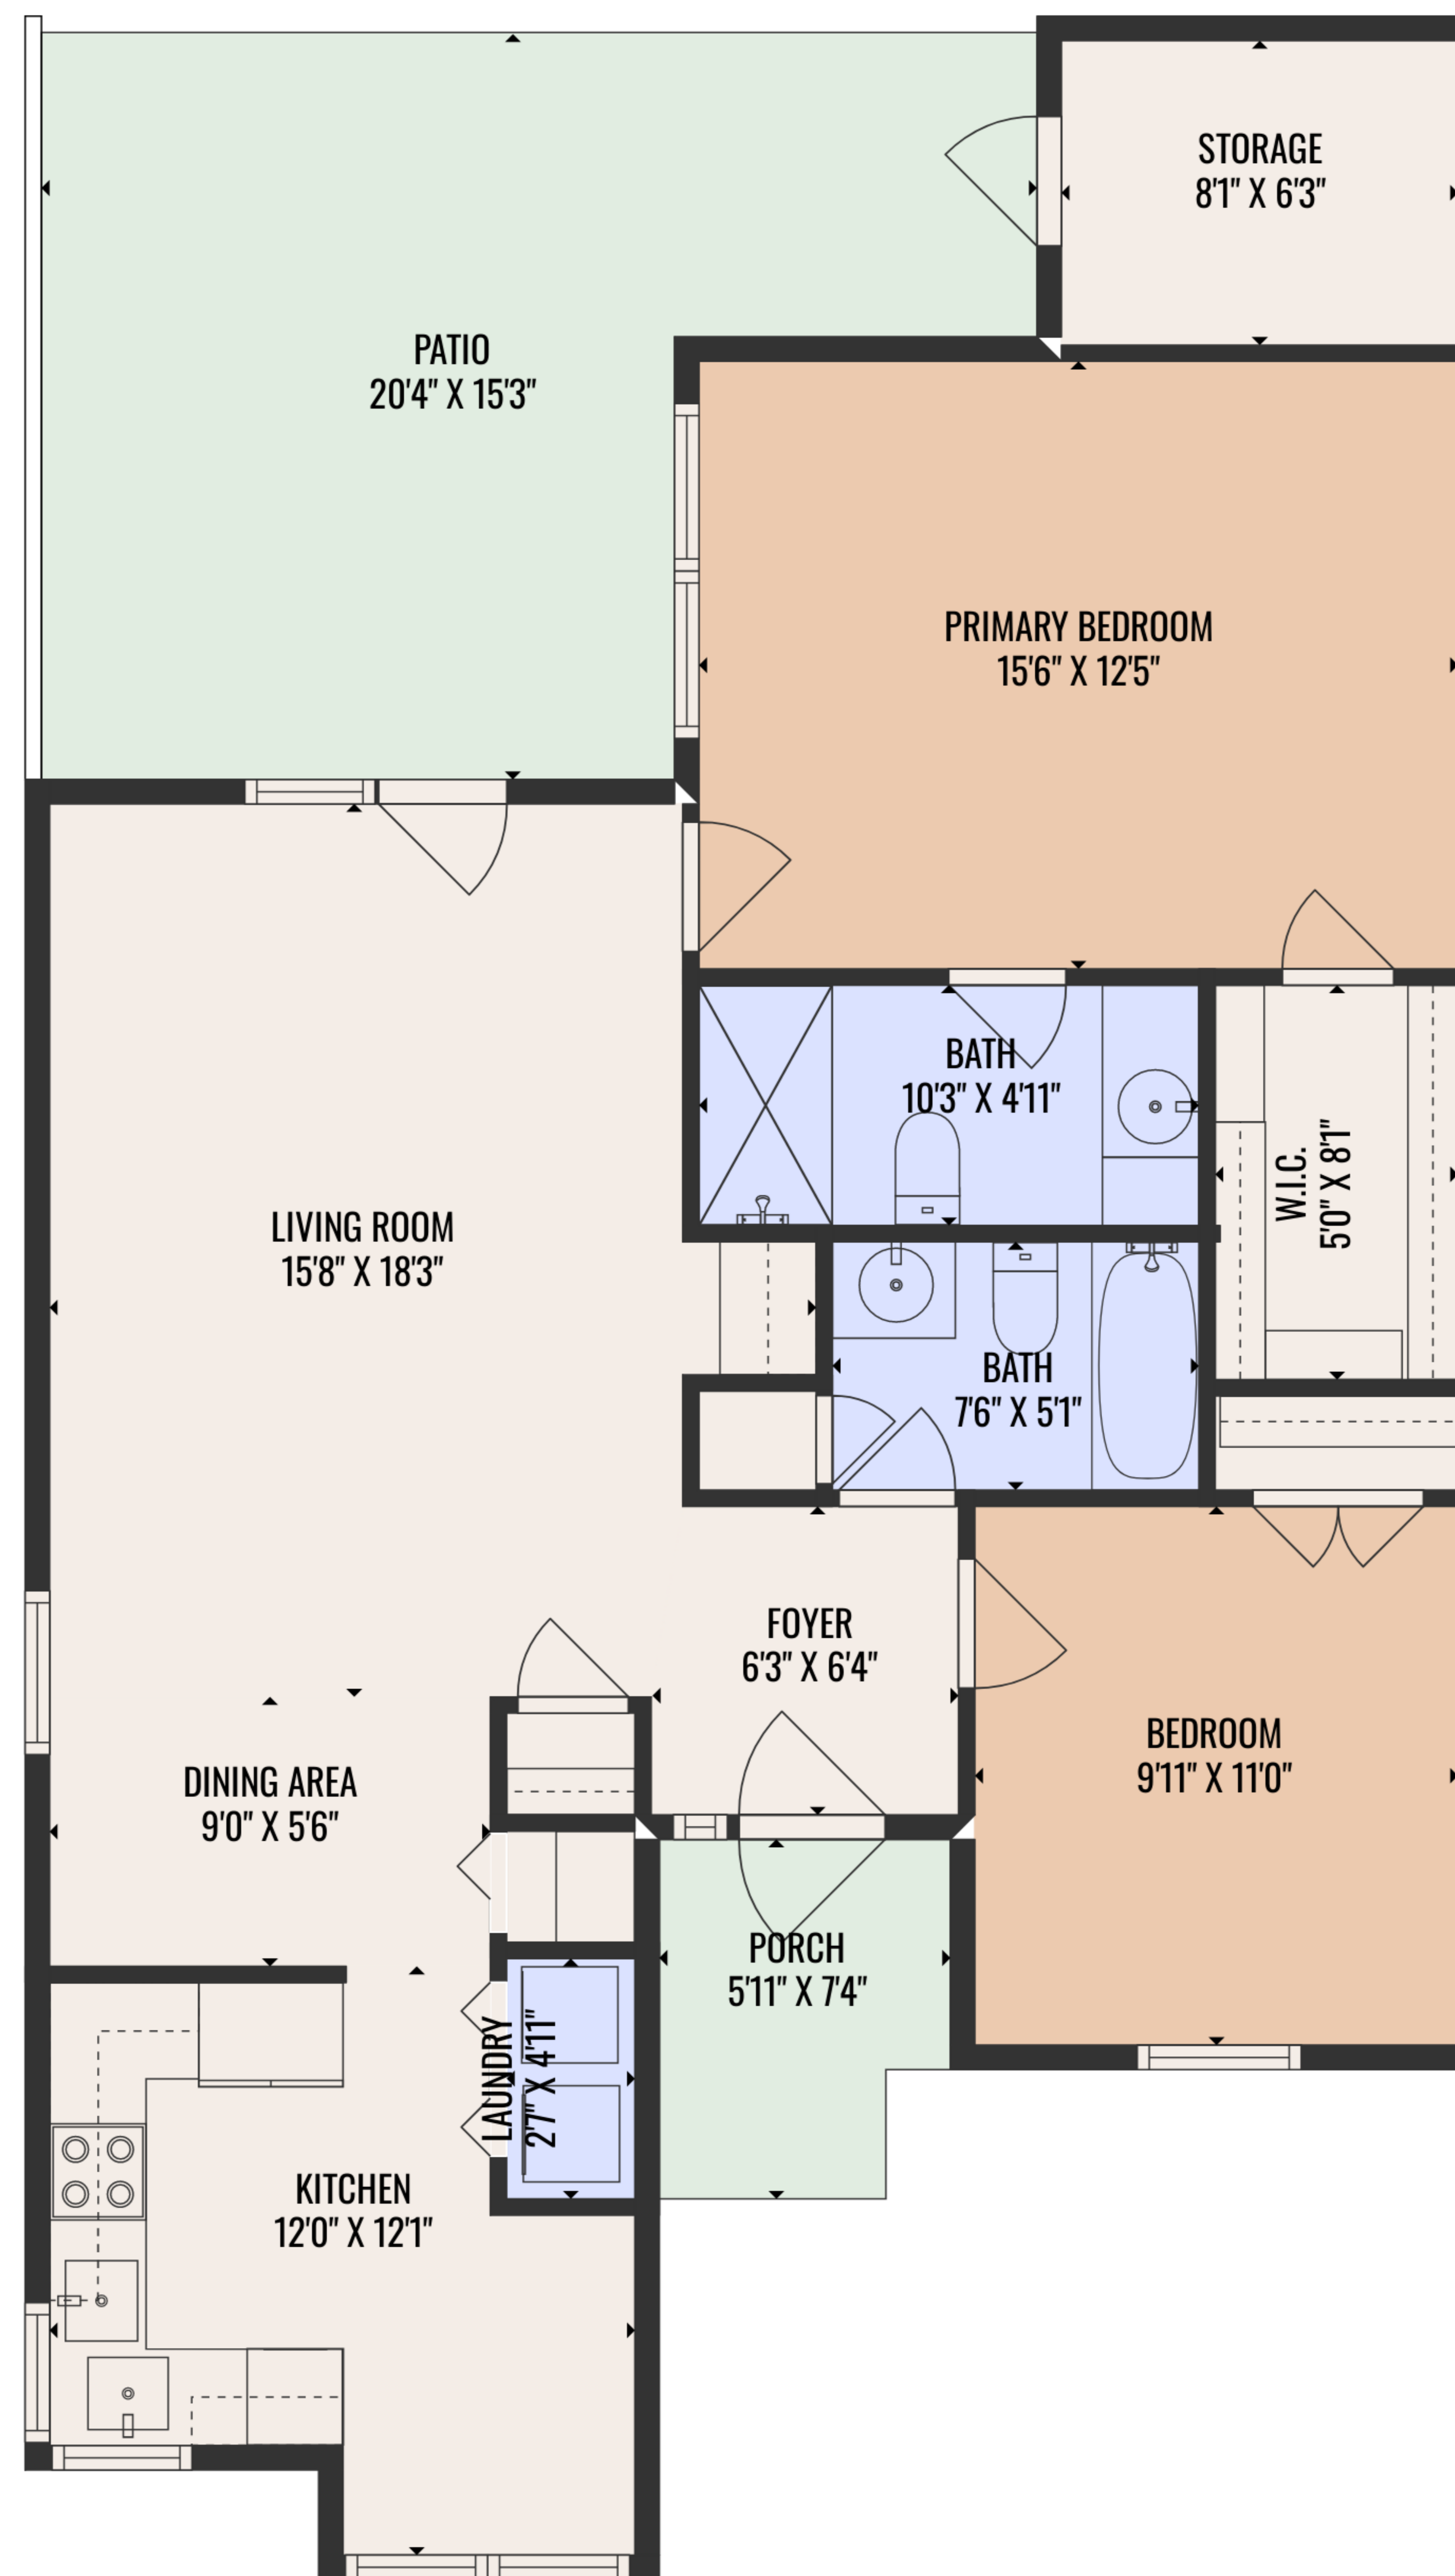 STORAGE
8'1" X 6'3"
PATIO
20'4" X 15'3"
PRIMARY BEDROOM
15'6" X 12'5"
BATH
10'3" X 4'11"
W.I.C.
5'0" X 8'1"
LIVING ROOM
15'8" X 18'3"
BATH
7'6" X 5'1"
FOYER
6'3" X 6'4"
BEDROOM
9'11" X 11'0"
DINING AREA
9'0" X 5'6"
PORCH
5'11" X 7'4"
LAUNDRY
2'7" X 4'11"
KITCHEN
12'0" X 12'1"